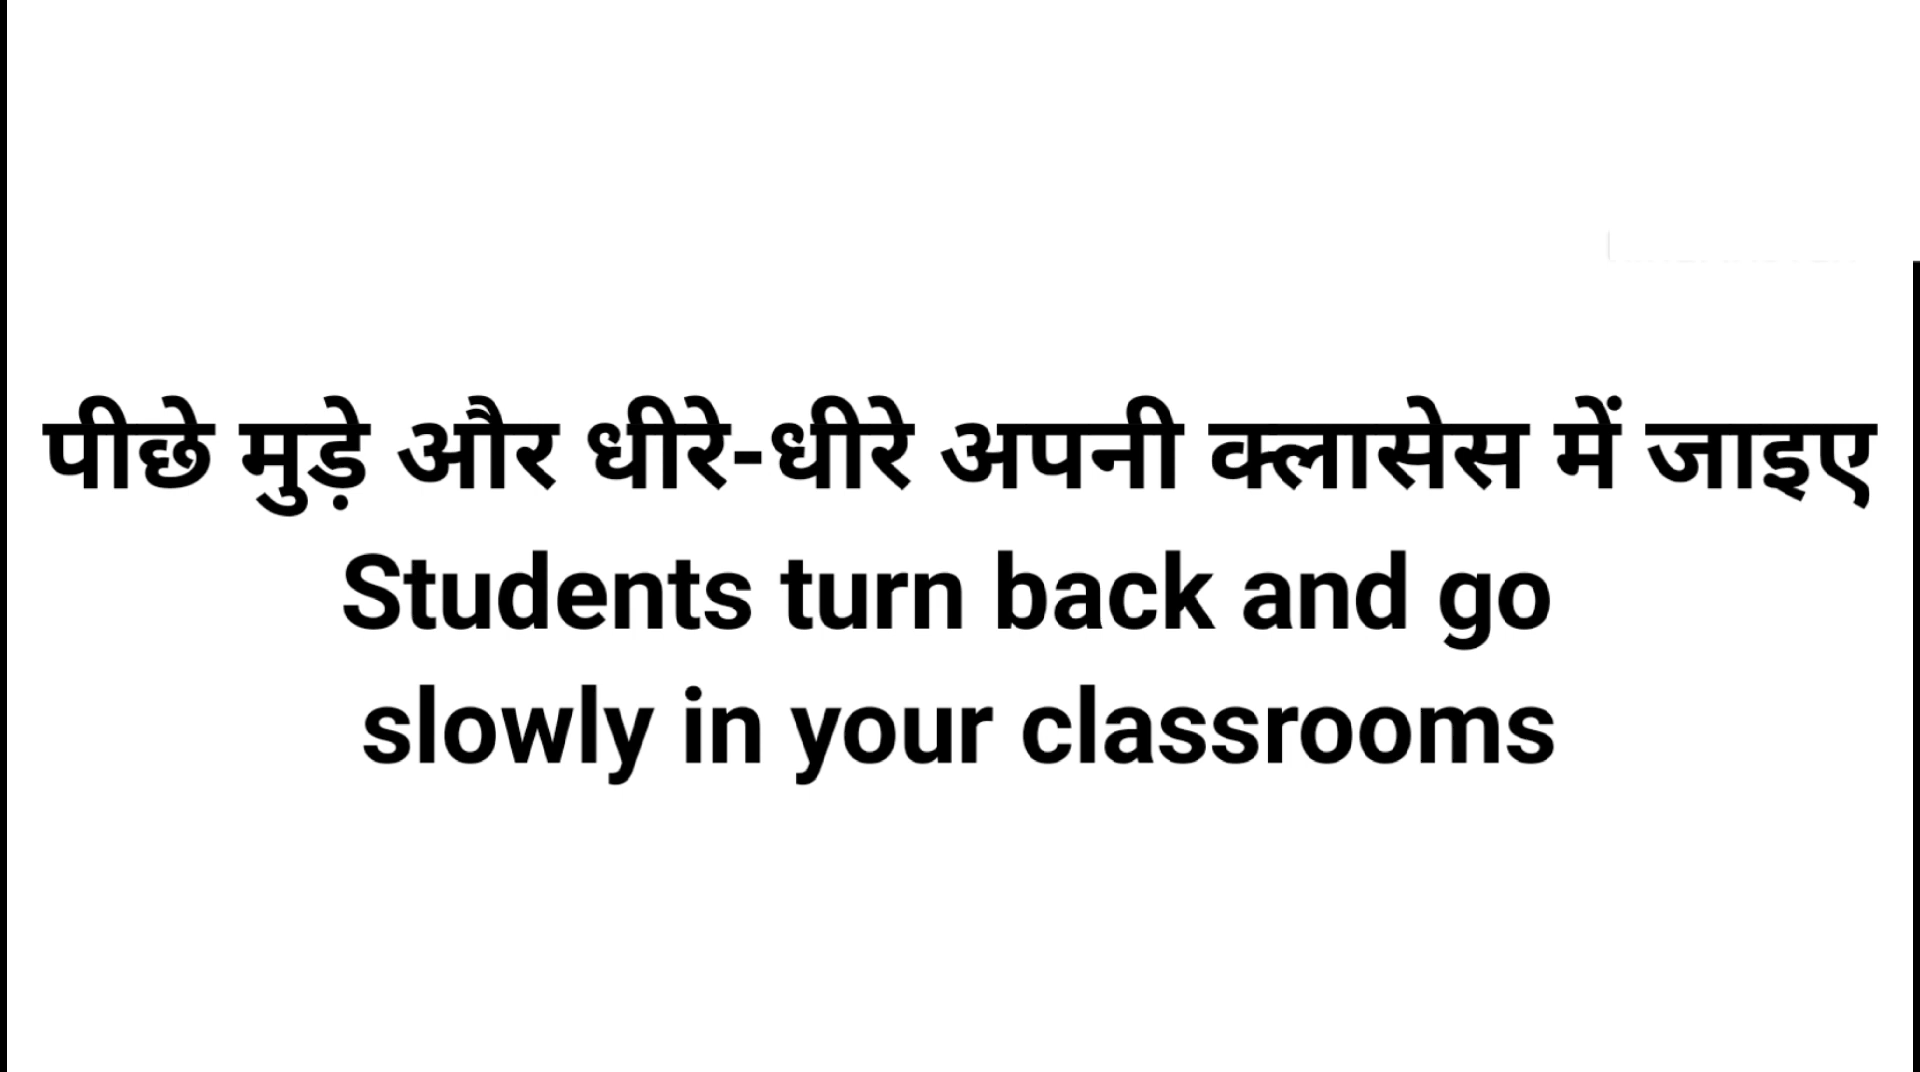 पीछे मुड़े और धीरे-धीरे अपनी क्लासेस में जाइए
Students turn back and go
slowly in your classrooms